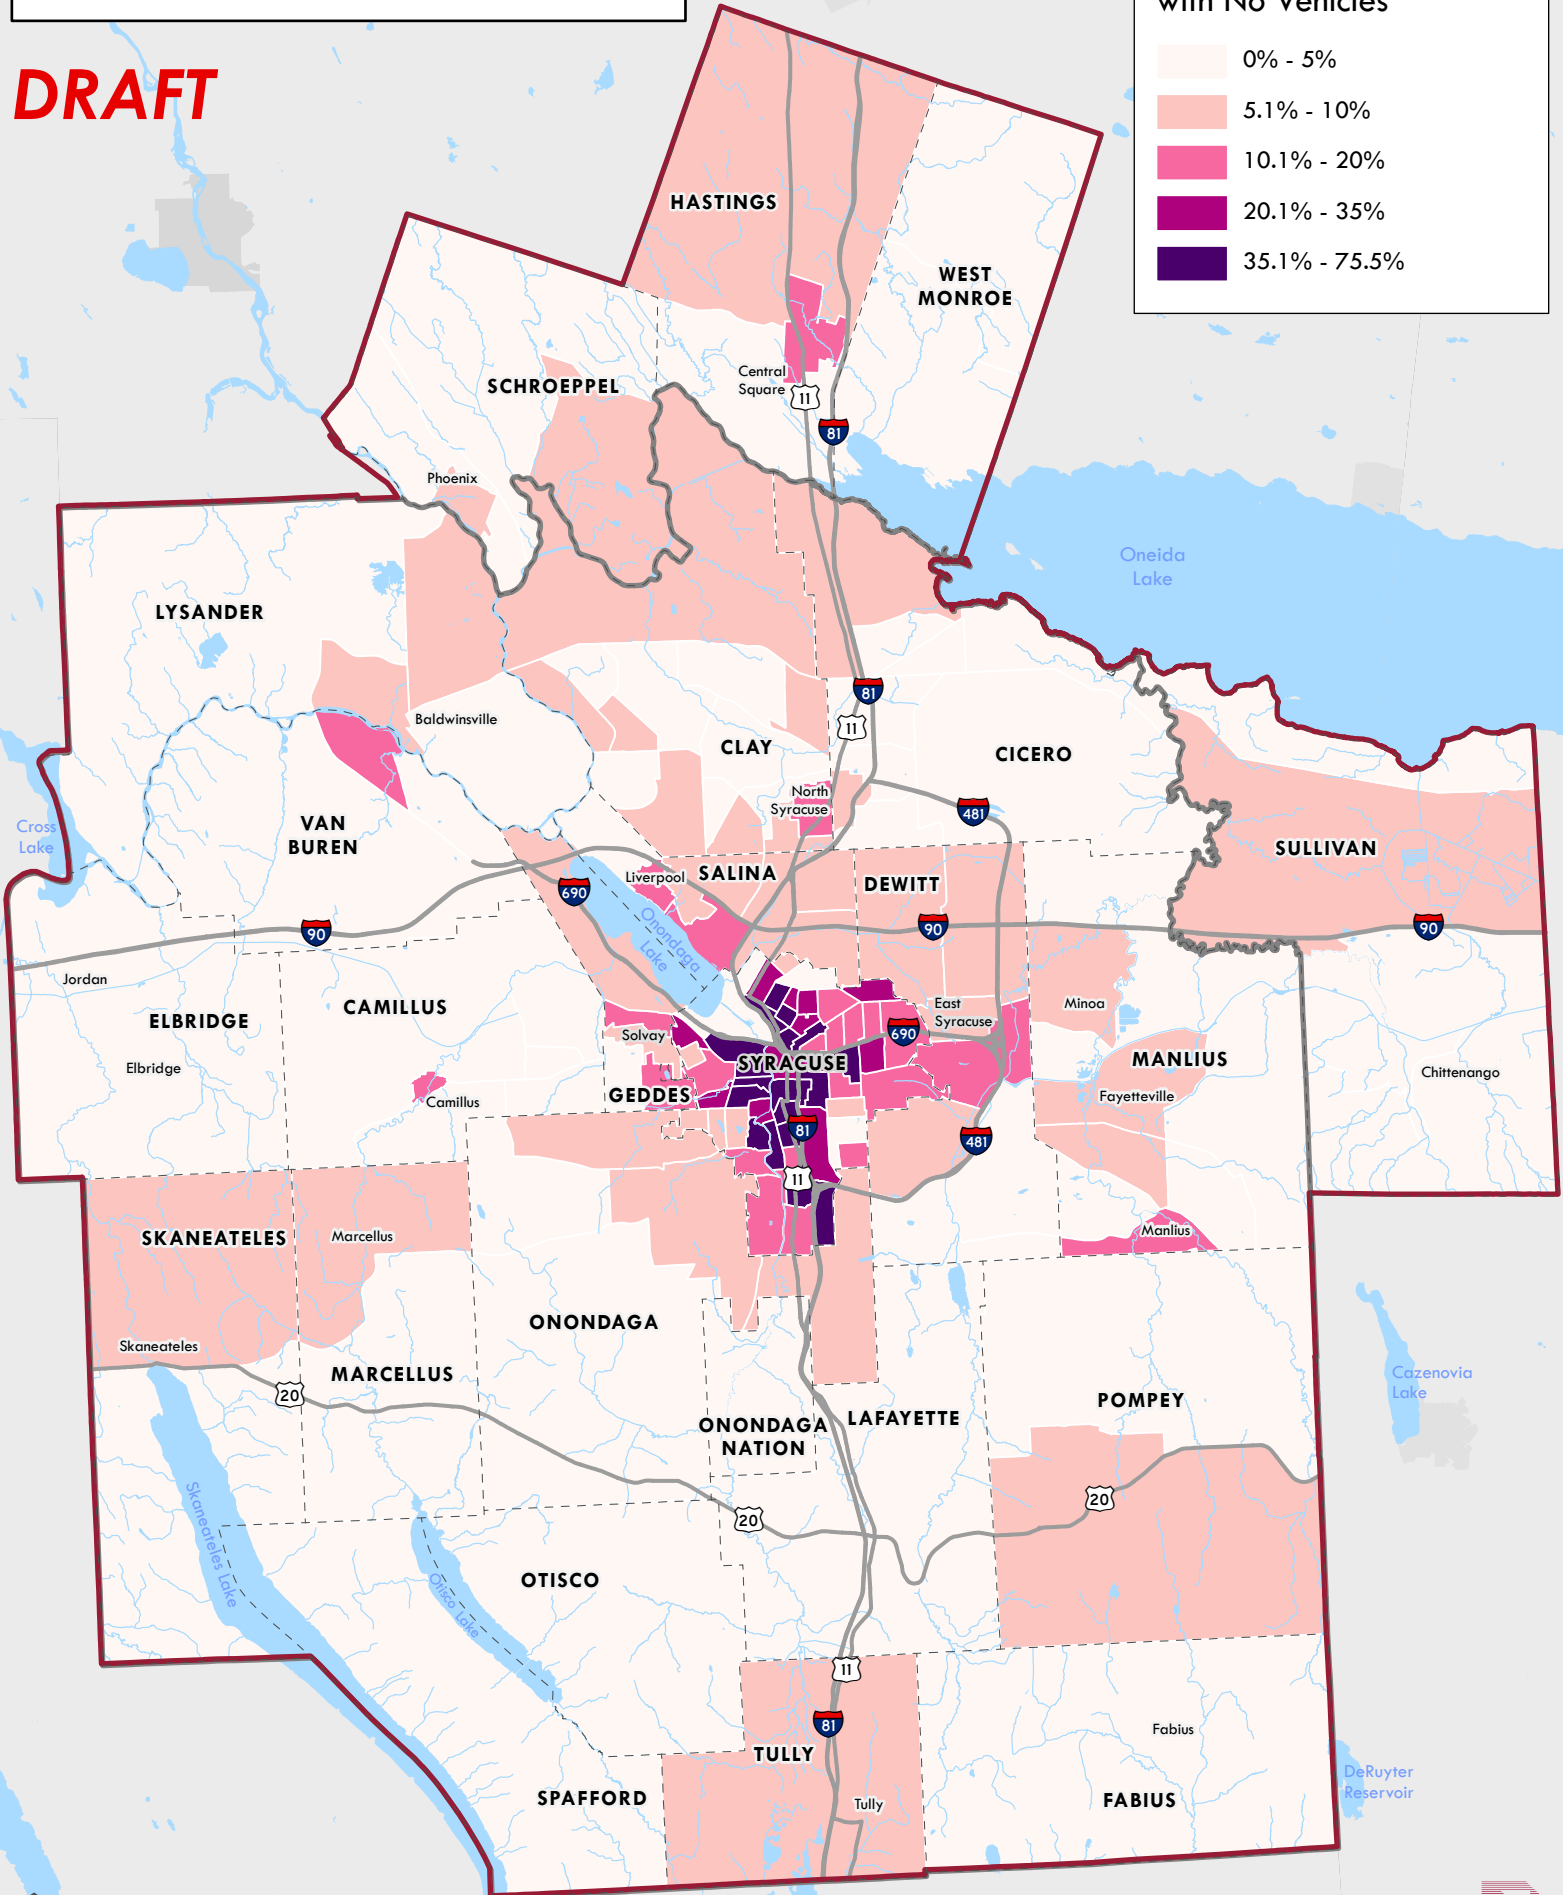 with No Vehicles
0% - 5%
5.1% - 10%
10.1% - 20%
20.1% - 35%
35.1% - 75.5%
DRAFT
HASTINGS
WEST
MONROE
Central
Square
11
81
SCHROEPPEL
Phoenix
Oneida
Lake
LYSANDER
81
11
Baldwinsville
CLAY
CICERO
North
Syracuse
481
VAN
BUREN
Cross
Lake
SULLIVAN
Liverpool
SALINA
DEWITT
690
90
90
90
Onondaga
Lake
Jordan
ELBRIDGE
CAMILLUS
Solvay
East
Syracuse
690
Minoa
Elbridge
SYRACUSE
MANLIUS
Chittenango
Camillus
GEDDES
Fayetteville
81
481
11
SKANEATELES
Marcellus
Manlius
ONONDAGA
Skaneateles
MARCELLUS
20
Cazenovia
Lake
POMPEY
ONONDAGA
NATION
LAFAYETTE
20
20
Skaneateles Lake
Otisco Lake
OTISCO
11
81
TULLY
Fabius
SPAFFORD
Tully
FABIUS
DeRuyter
Reservoir